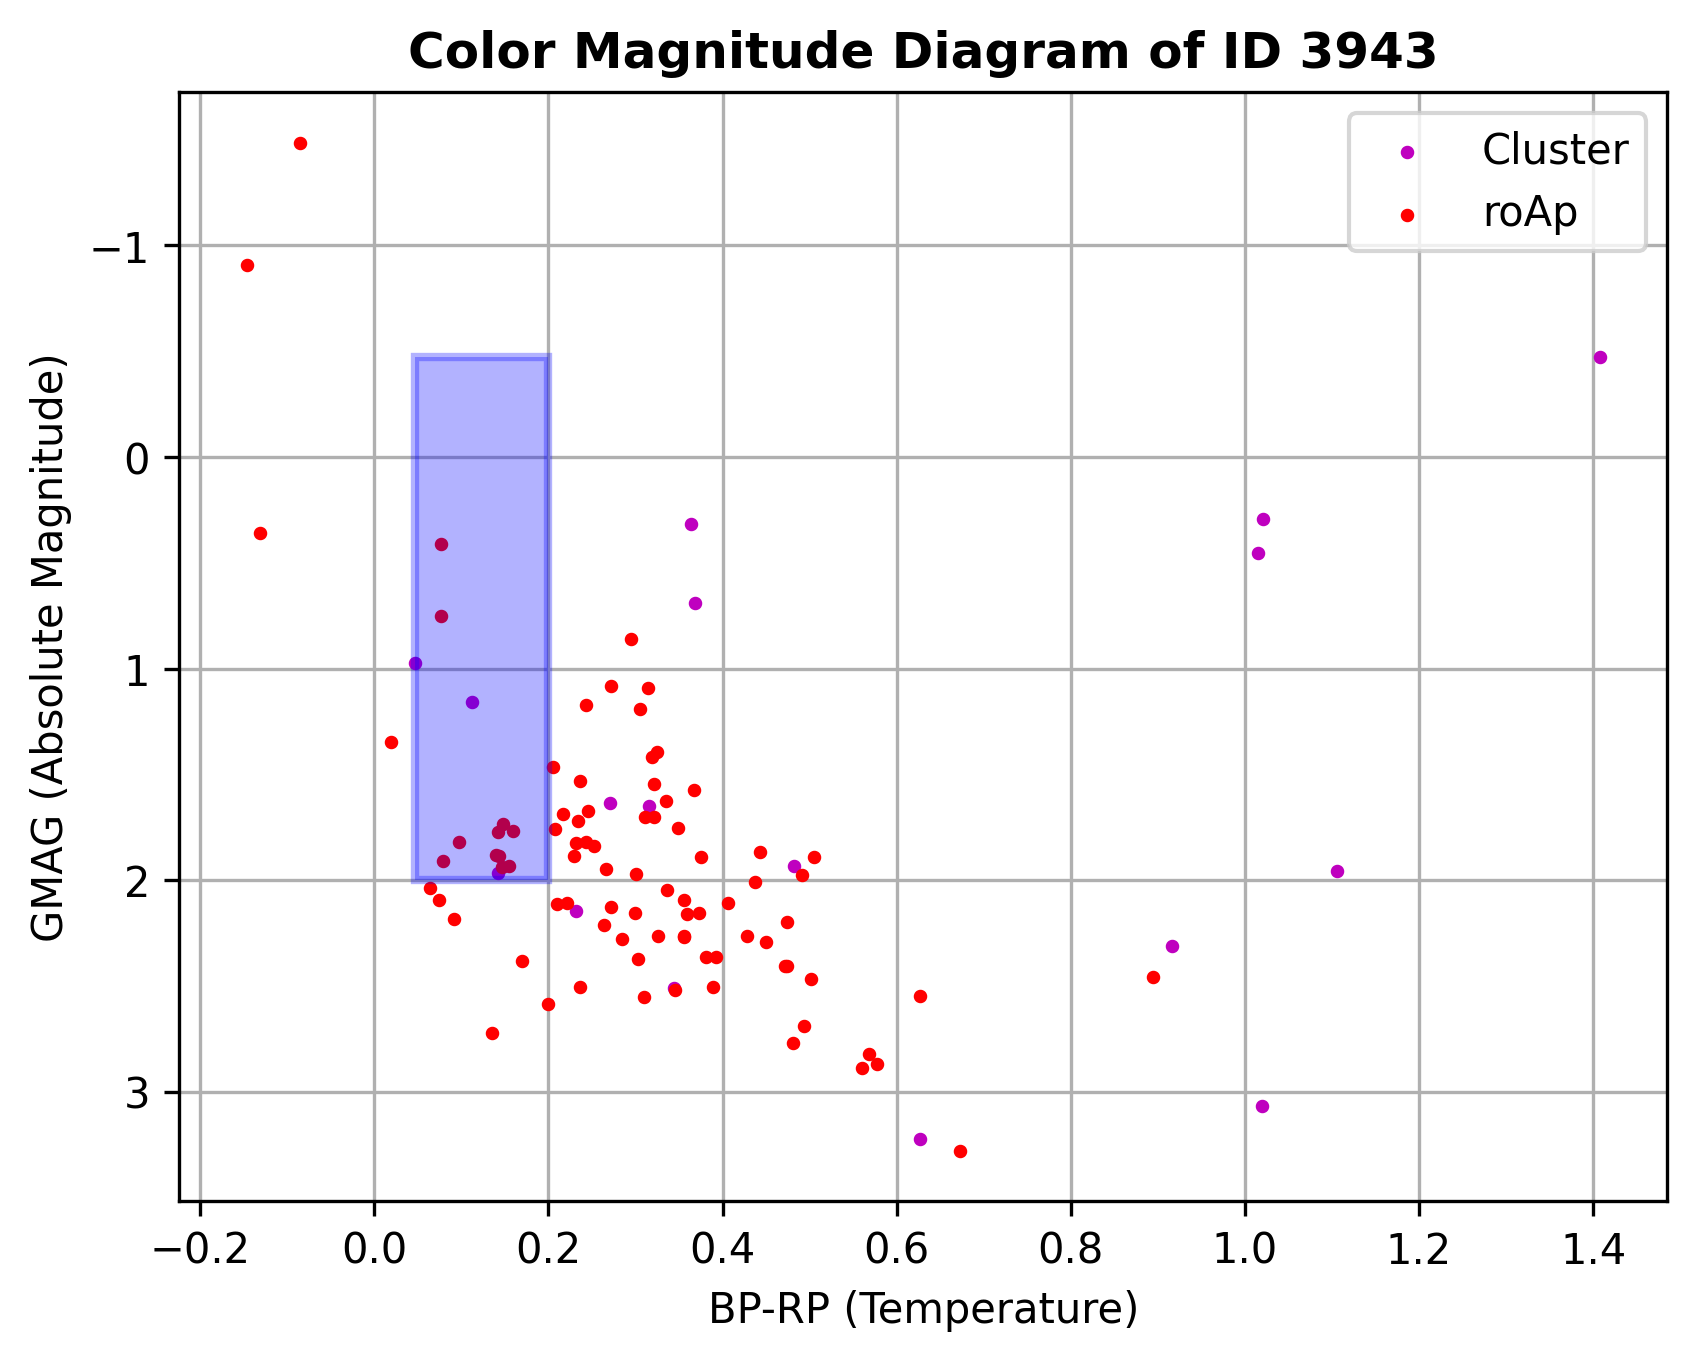 Color Magnitude Diagram of ID 3943
Cluster
roAp
GMAG (Absolute Magnitude)
−1
0
1
2
3
−0.2 0.0 0.2 0.4 0.6 0.8 1.0 1.2 1.4
BP-RP (Temperature)